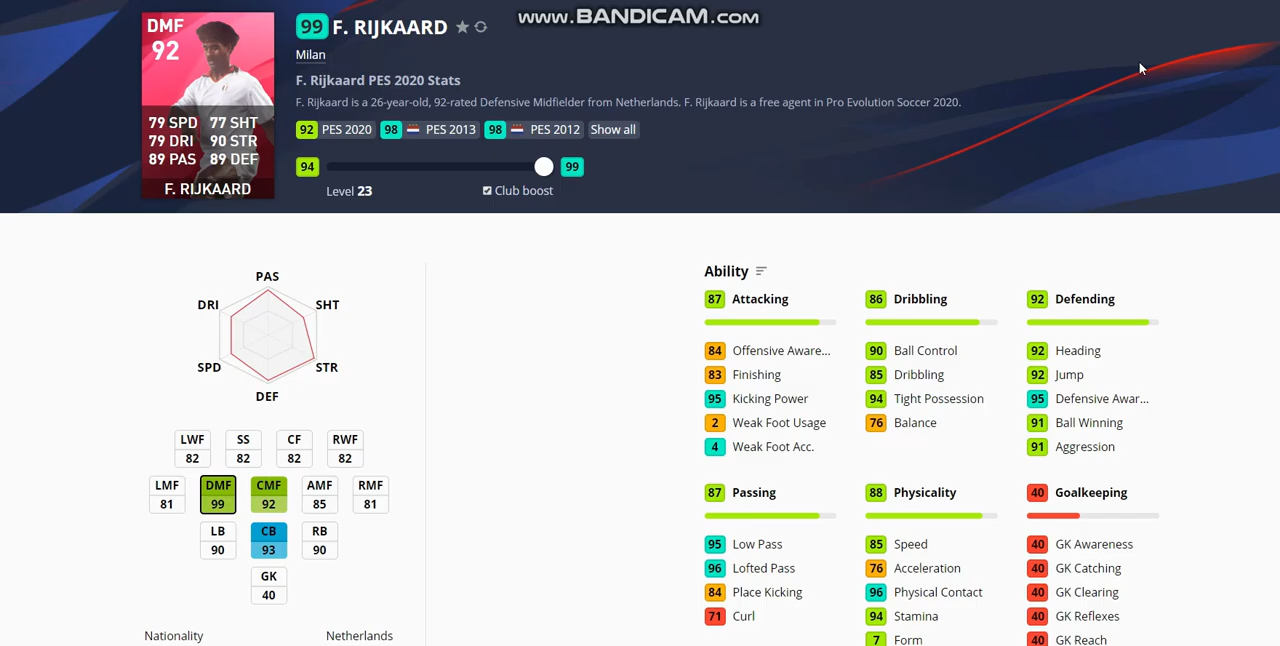 www.BANDICAM.com
DMF
92
79 SPD 77 SHT
79 DRI 90 STR
89 PAS 89 DEF
F. RIJKAARD
99 F. RIJKAARD
Milan
F. Rijkaard PES 2020 Stats
F. Rijkaard is a 26-year-old, 92-rated Defensive Midfielder from Netherlands. F. Rijkaard is a free agent in Pro Evolution Soccer 2020.
92 PES 2020 98 PES 2013 98 PES 2012 Show all
94 99
Level 23 Club boost
PAS
DRI SHT
SPD STR
DEF
LWF SS CF RWF
82 82 82 82
LMF DMF CMF AMF RMF
81 99 92 85 81
LB CB RB
90 93 90
GK
40
Nationality Netherlands
Ability
87 Attacking
84 Offensive Aware...
83 Finishing
95 Kicking Power
2 Weak Foot Usage
4 Weak Foot Acc.
86 Dribbling
90 Ball Control
85 Dribbling
94 Tight Possession
76 Balance
92 Defending
92 Heading
92 Jump
95 Defensive Awar...
91 Ball Winning
91 Aggression
87 Passing
95 Low Pass
96 Lofted Pass
84 Place Kicking
71 Curl
88 Physicality
85 Speed
76 Acceleration
96 Physical Contact
94 Stamina
7 Form
40 Goalkeeping
40 GK Awareness
40 GK Catching
40 GK Clearing
40 GK Reflexes
40 GK Reach